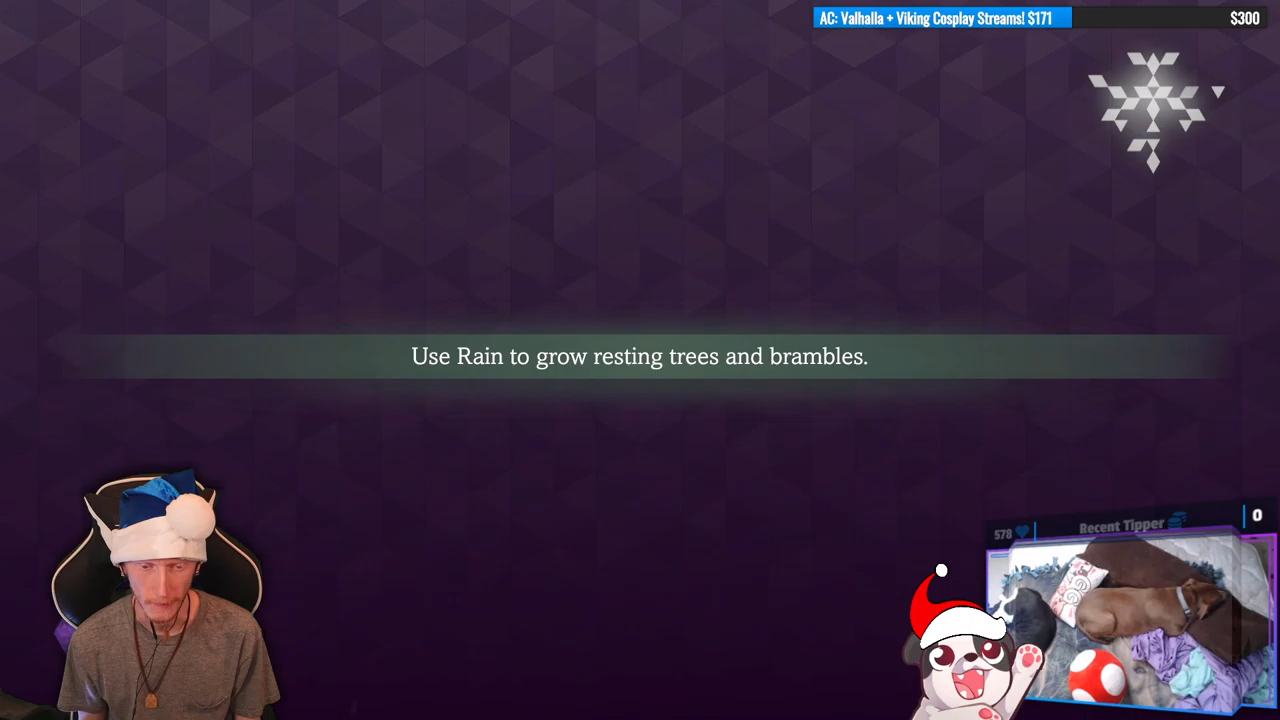 AC: Valhalla + Viking Cosplay Streams! $171 $300
Use Rain to grow resting trees and brambles.
578 Recent Tipper 0